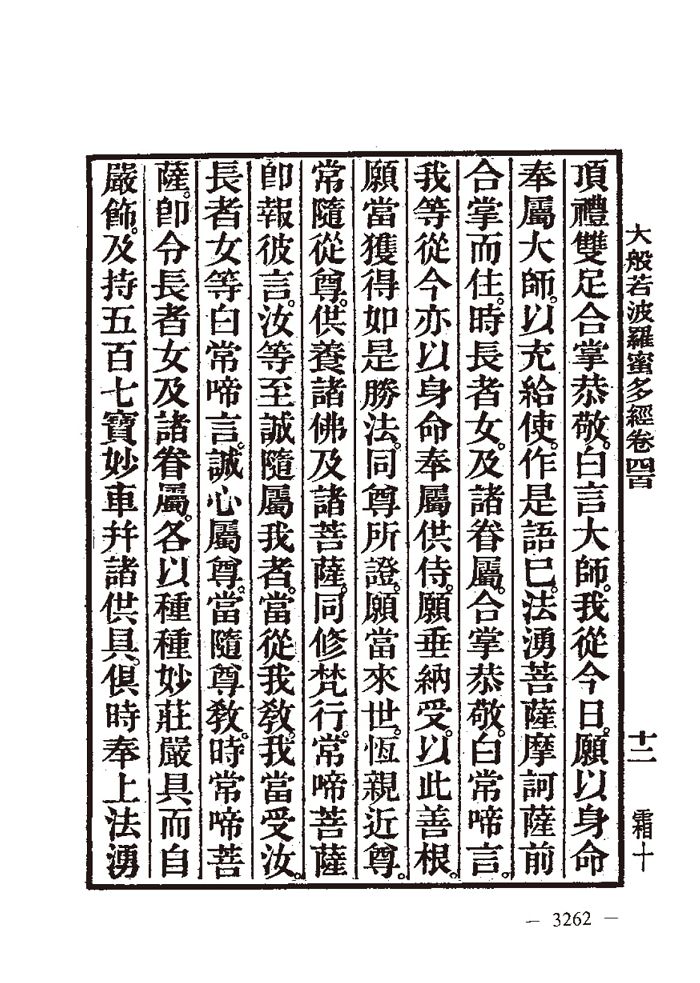 大般若波羅蜜多經卷四百
十二
霜十
頂禮雙足合掌恭敬。白言大師。我從今日。願以身命
奉屬大師。以充給使。作是語已。法湧菩薩摩訶薩前
合掌而住。時長者女。及諸眷屬。合掌恭敬。白常啼言。
我等從今亦以身命奉屬供侍。願垂納受。以此善根。
願當獲得如是勝法。同尊所證。願當來世。恆親近尊。
常隨從尊。供養諸佛及諸菩薩。同修梵行。常啼菩薩
卽報彼言。汝等至誠隨屬我者。當從我敎。我當受汝。
長者女等白常啼言。誠心屬尊。當隨尊敎。時常啼菩
薩。卽令長者女及諸眷屬。各以種種妙莊嚴具而自
嚴飾。及持五百七寶妙車幷諸供具。俱時奉上法湧
— 3262 —